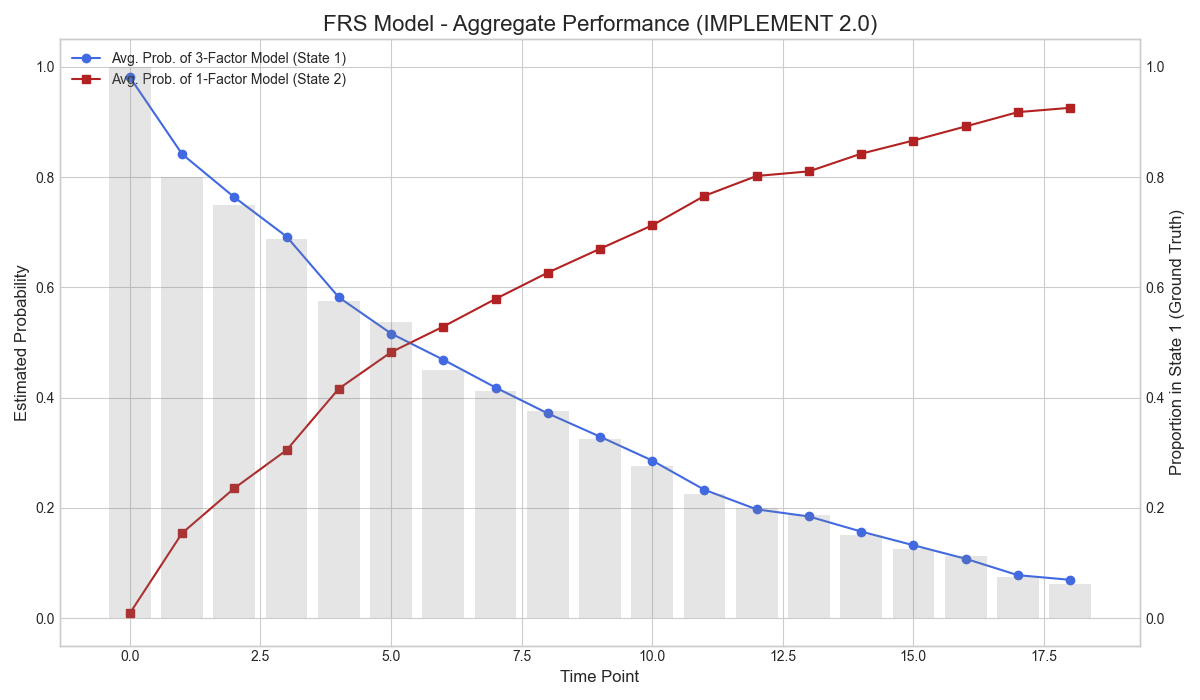 FRS Model - Aggregate Performance (IMPLEMENT 2.0)
Avg. Prob. of 3-Factor Model (State 1)
Avg. Prob. of 1-Factor Model (State 2)
1.0
0.8
0.6
0.4
0.2
0.0
Estimated Probability
1.0
0.8
0.6
0.4
0.2
0.0
Proportion in State 1 (Ground Truth)
0.0 2.5 5.0 7.5 10.0 12.5 15.0 17.5
Time Point